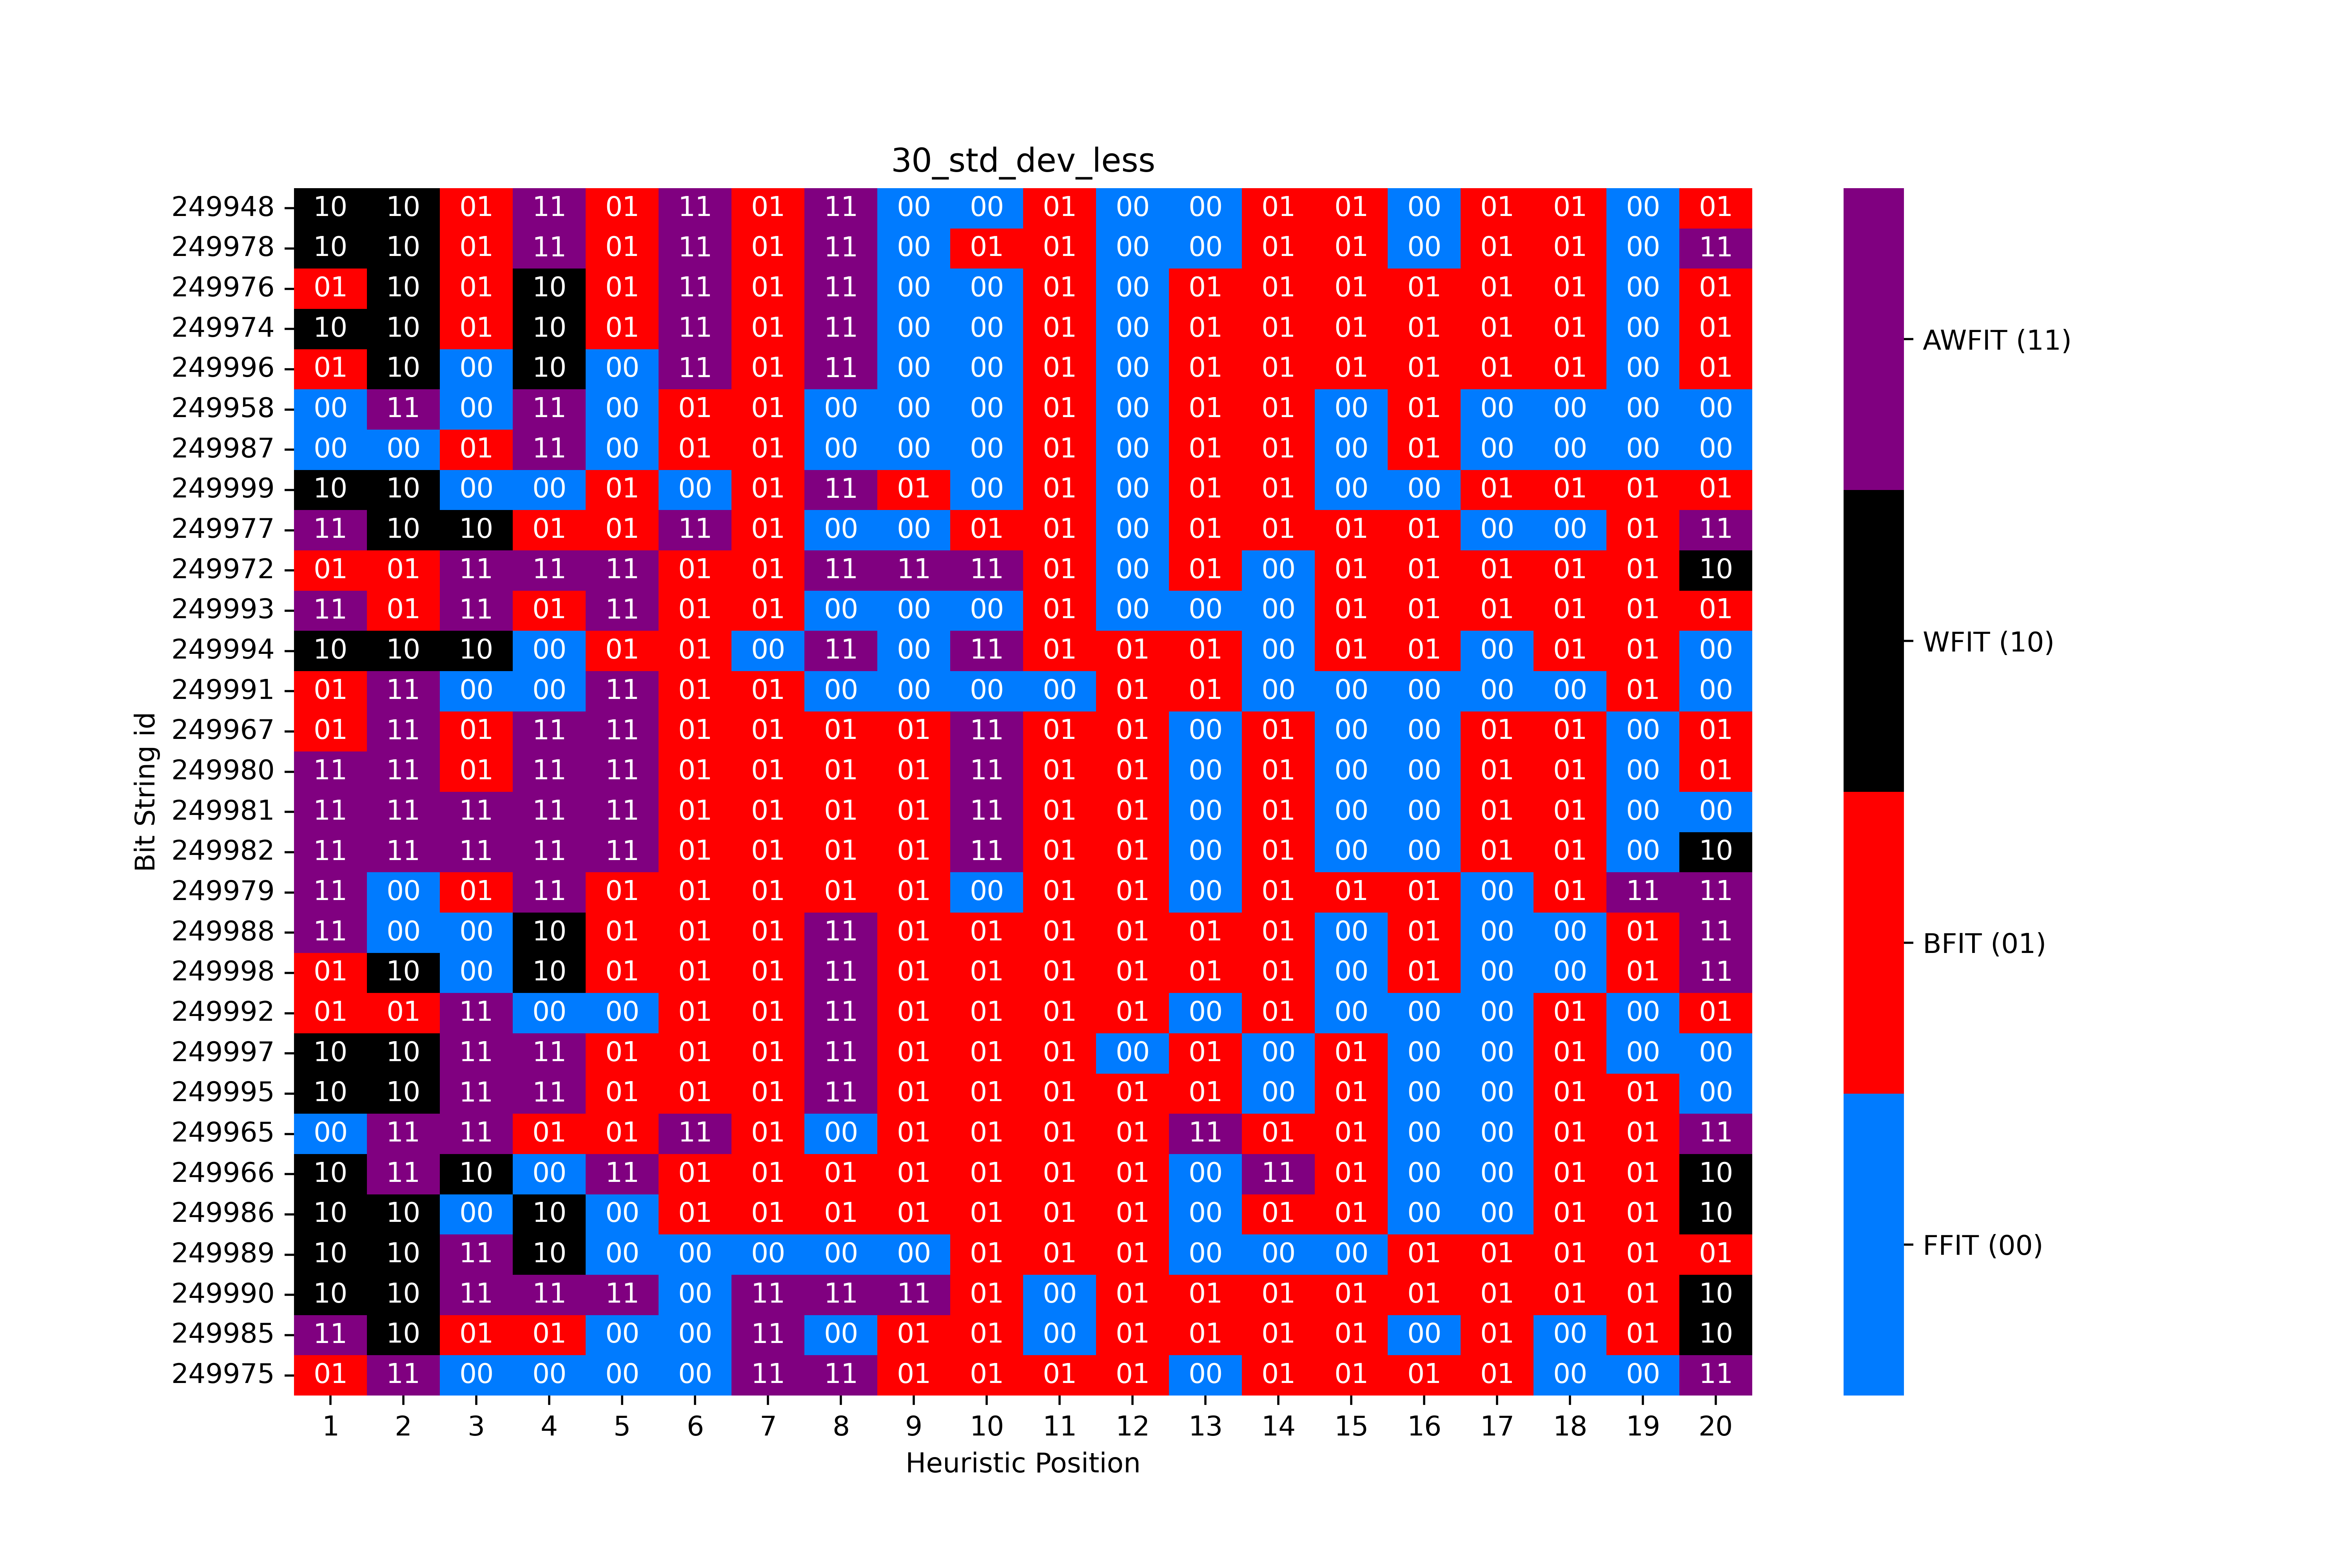 30_std_dev_less
249948 10 10 01 11 01 11 01 11 00 00 01 00 00 01 01 00 01 01 00 01
249978 10 10 01 11 01 11 01 11 00 01 01 00 00 01 01 00 01 01 00 11
249976 01 10 01 10 01 11 01 11 00 00 01 00 01 01 01 01 01 01 00 01
249974 10 10 01 10 01 11 01 11 00 00 01 00 01 01 01 01 01 01 00 01
249996 01 10 00 10 00 11 01 11 00 00 01 00 01 01 01 01 01 01 00 01
249958 00 11 00 11 00 01 01 00 00 00 01 00 01 01 00 01 00 00 00 00
249987 00 00 01 11 00 01 01 00 00 00 01 00 01 01 00 01 00 00 00 00
249999 10 10 00 00 01 00 01 11 01 00 01 00 01 01 00 00 01 01 01 01
249977 11 10 10 01 01 11 01 00 00 01 01 00 01 01 01 01 00 00 01 11
249972 01 01 11 11 11 01 01 11 11 11 01 00 01 00 01 01 01 01 01 10
249993 11 01 11 01 11 01 01 00 00 00 01 00 00 00 01 01 01 01 01 01
249994 10 10 10 00 01 01 00 11 00 11 01 01 01 00 01 01 00 01 01 00
249991 01 11 00 00 11 01 01 00 00 00 00 01 01 00 00 00 00 00 01 00
249967 01 11 01 11 11 01 01 01 01 11 01 01 00 01 00 00 01 01 00 01
249980 11 11 01 11 11 01 01 01 01 11 01 01 00 01 00 00 01 01 00 01
249981 11 11 11 11 11 01 01 01 01 11 01 01 00 01 00 00 01 01 00 00
249982 11 11 11 11 11 01 01 01 01 11 01 01 00 01 00 00 01 01 00 10
249979 11 00 01 11 01 01 01 01 01 00 01 01 00 01 01 01 00 01 11 11
249988 11 00 00 10 01 01 01 11 01 01 01 01 01 01 00 01 00 00 01 11
249998 01 10 00 10 01 01 01 11 01 01 01 01 01 01 00 01 00 00 01 11
249992 01 01 11 00 00 01 01 11 01 01 01 01 00 01 00 00 00 01 00 01
249997 10 10 11 11 01 01 01 11 01 01 01 00 01 00 01 00 00 01 00 00
249995 10 10 11 11 01 01 01 11 01 01 01 01 01 00 01 00 00 01 01 00
249965 00 11 11 01 01 11 01 00 01 01 01 01 11 01 01 00 00 01 01 11
249966 10 11 10 00 11 01 01 01 01 01 01 01 00 11 01 00 00 01 01 10
249986 10 10 00 10 00 01 01 01 01 01 01 01 00 01 01 00 00 01 01 10
249989 10 10 11 10 00 00 00 00 00 01 01 01 00 00 00 01 01 01 01 01
249990 10 10 11 11 11 00 11 11 11 01 00 01 01 01 01 01 01 01 01 10
249985 11 10 01 01 00 00 11 00 01 01 00 01 01 01 01 00 01 00 01 10
249975 01 11 00 00 00 00 11 11 01 01 01 01 00 01 01 01 01 00 00 11
1 2 3 4 5 6 7 8 9 10 11 12 13 14 15 16 17 18 19 20
Heuristic Position
Bit String id
AWFIT (11)
WFIT (10)
BFIT (01)
FFIT (00)